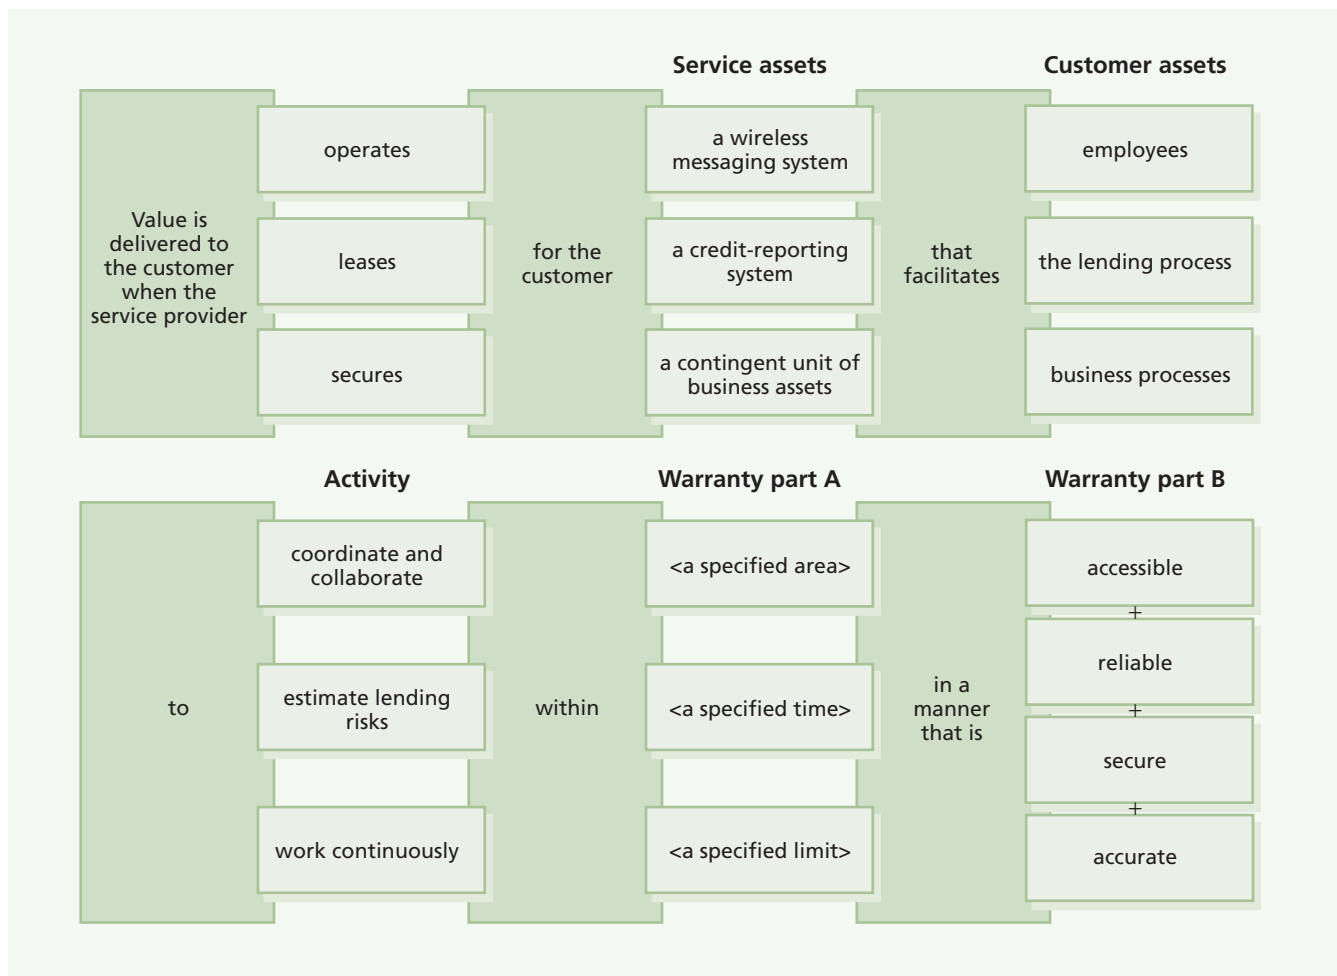 Service assets
Customer assets
Value is
delivered to
the customer
when the
service provider
operates
leases
secures
for the
customer
a wireless
messaging system
a credit-reporting
system
a contingent unit of
business assets
that
facilitates
employees
the lending process
business processes
Activity
Warranty part A
Warranty part B
to
coordinate and
collaborate
estimate lending
risks
work continuously
within
<a specified area>
<a specified time>
<a specified limit>
in a
manner
that is
accessible
+
reliable
+
secure
+
accurate